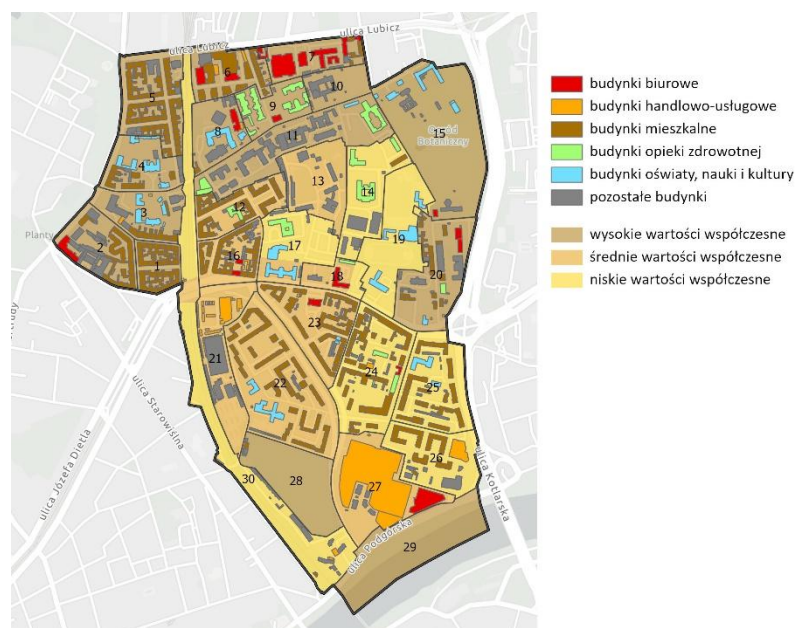 ulica Lubicz
ulica Lubicz
7
6
5
10
9
15
8
11
Ogród
Botaniczny
4
13
14
3
12
Planty
17
19
2
1
16
18
20
23
21
24
25
22
ulica Starowiślna
26
ulica Józefa Dietla
30
28
27
ulica Kotlarska
ulica Podgórska
29
budynki biurowe
budynki handlowo-usługowe
budynki mieszkalne
budynki opieki zdrowotnej
budynki oświaty, nauki i kultury
pozostałe budynki
wysokie wartości współczesne
średnie wartości współczesne
niskie wartości współczesne